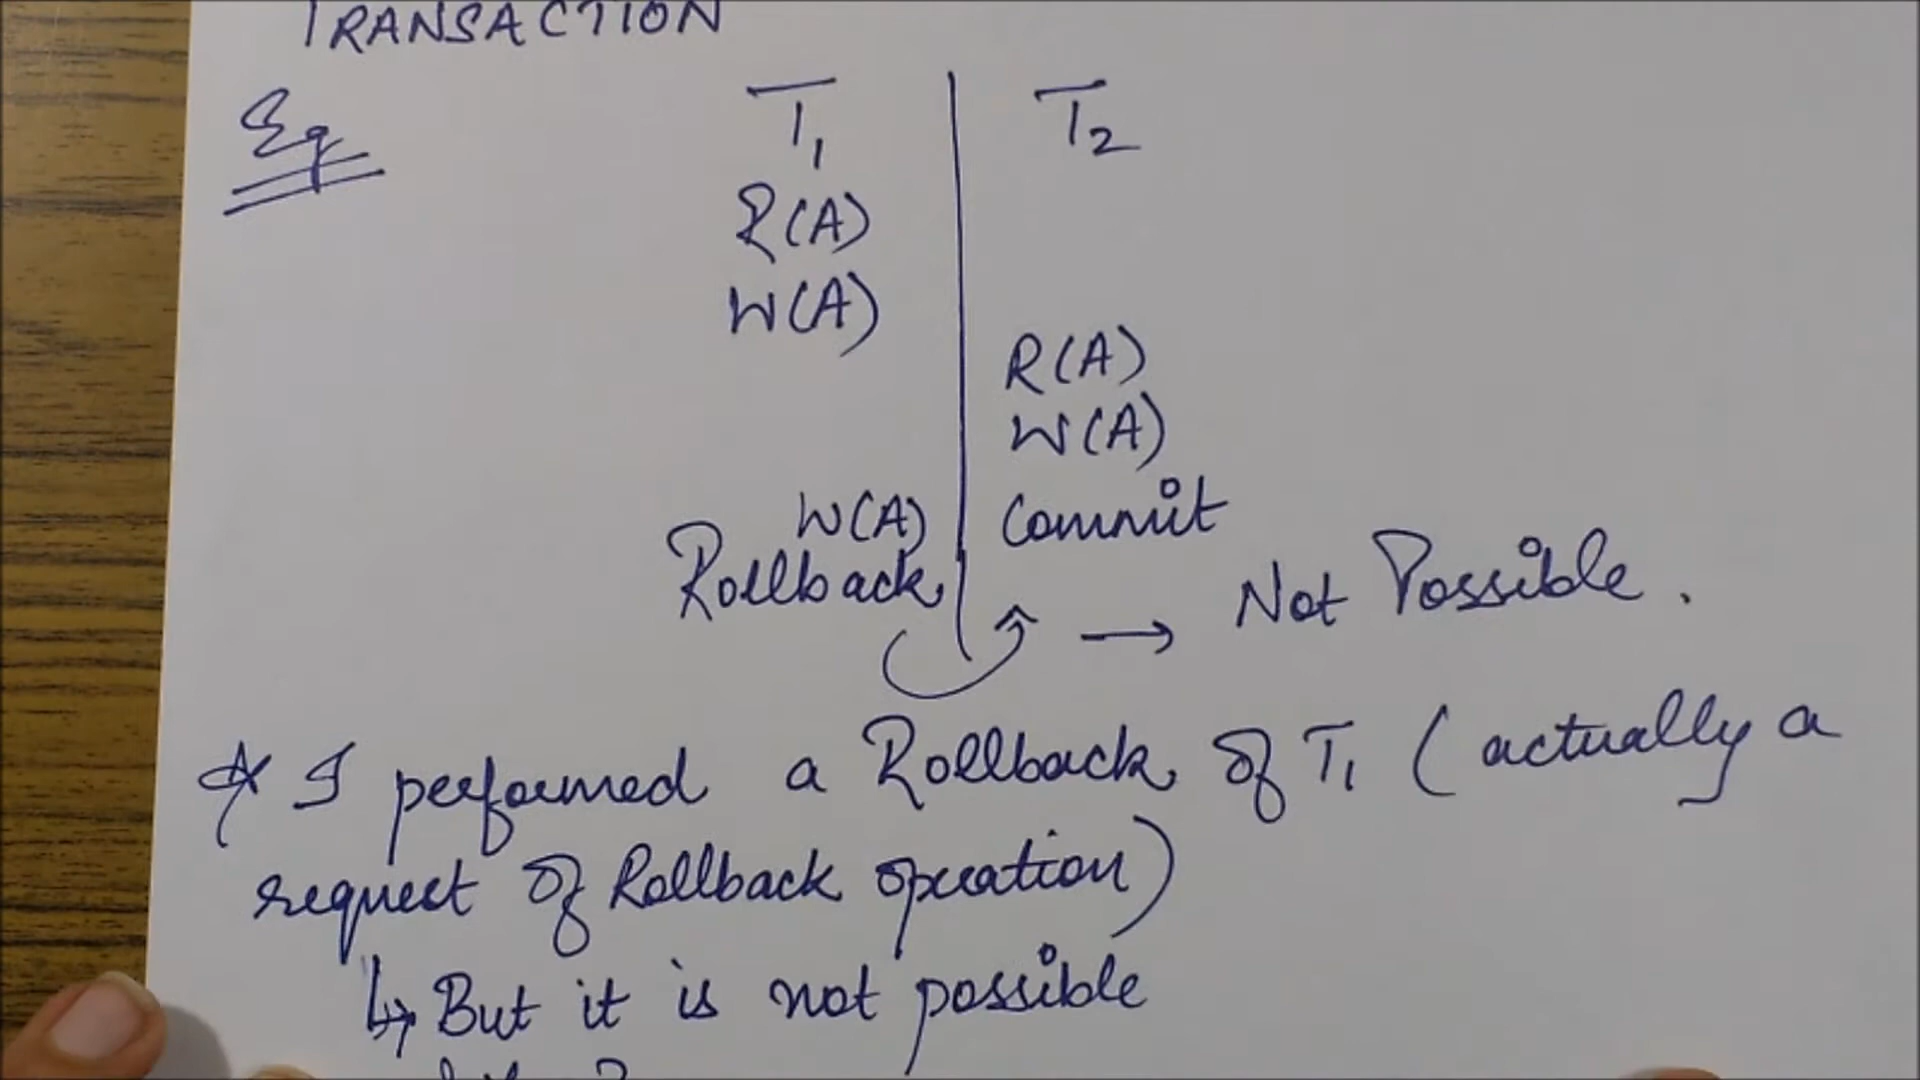 TRANSACTION
Eg
T1 T2
R(A)
W(A)
R(A)
W(A)
W(A) Commit
Rollback
→ Not Possible.
* I performed a Rollback of T1 (actually a
request of Rollback operation)
↳ But it is not possible